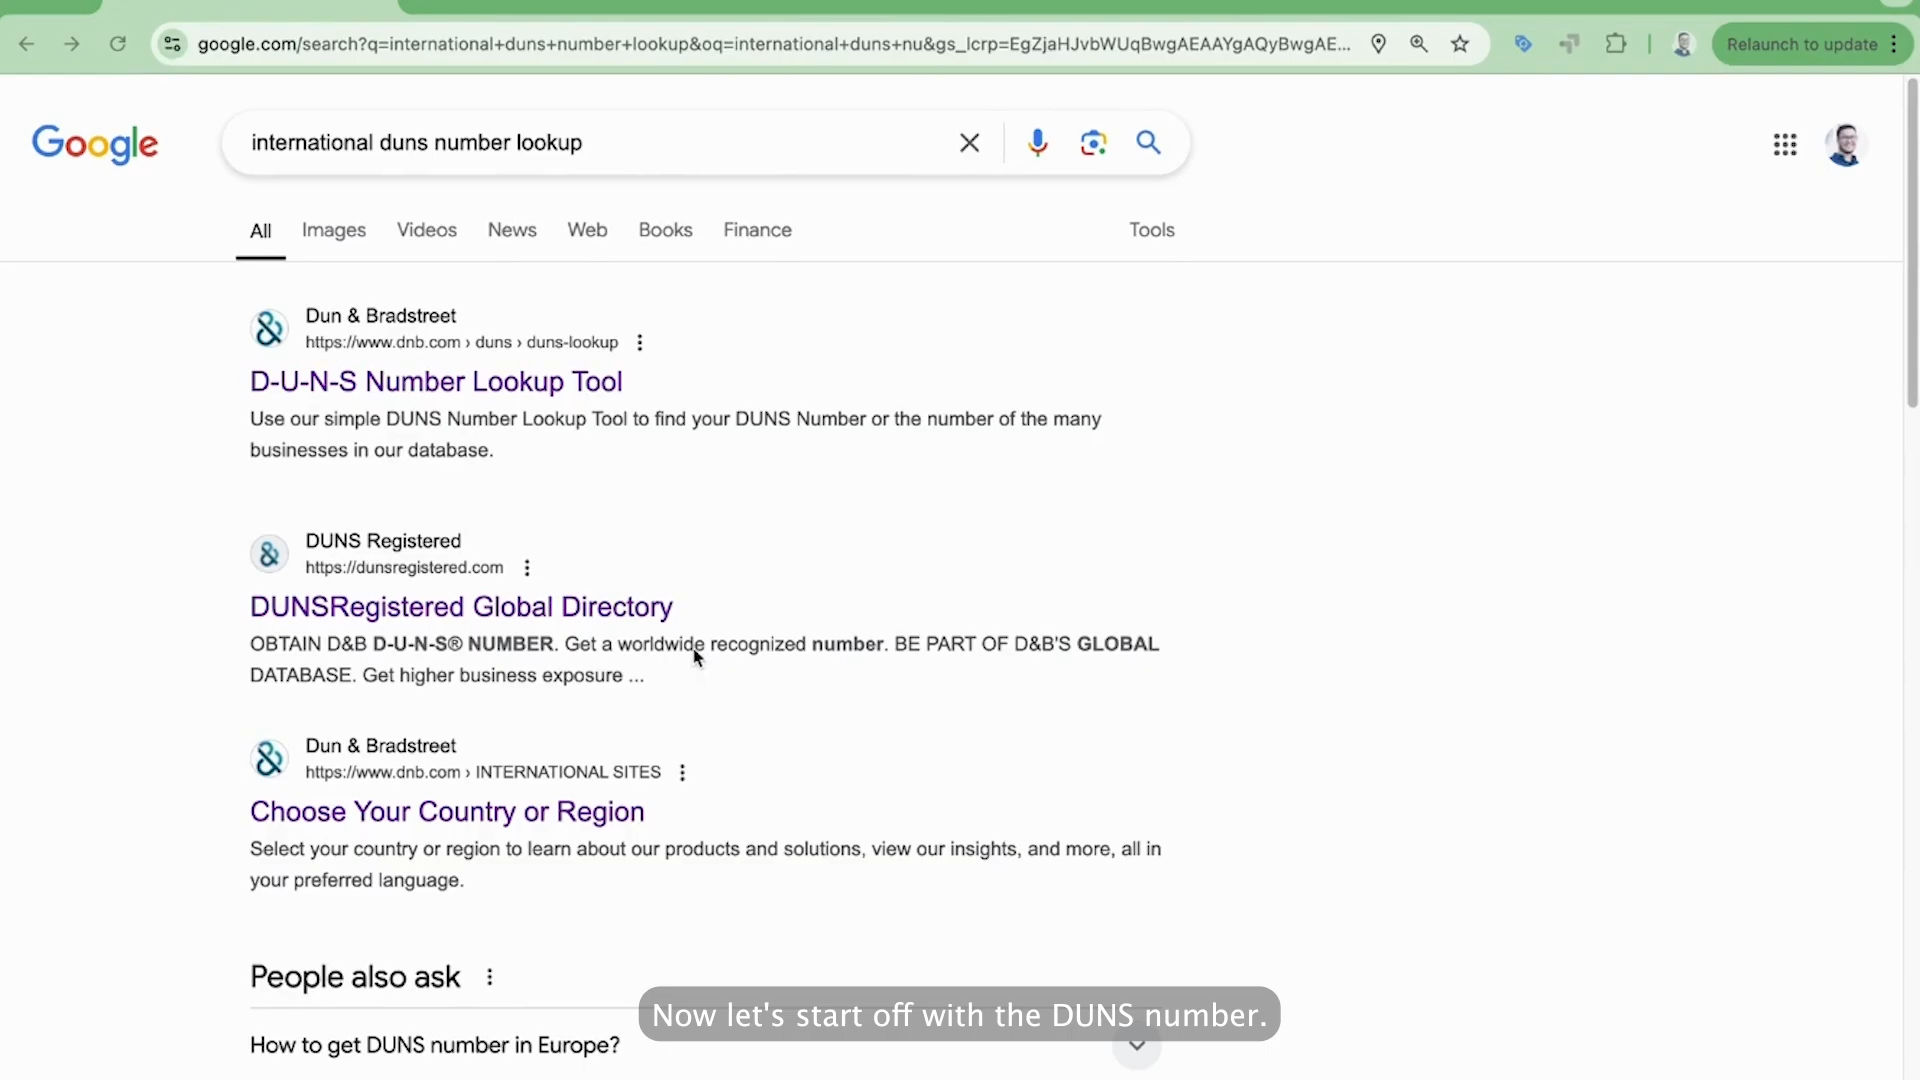 google.com/search?q=international+duns+number+lookup&oq=international+duns+nu&gs_lcrp=EgZjaHJvbWUqBwgAEAAYgAQyBwgAE...
Relaunch to update
Google
international duns number lookup
All Images Videos News Web Books Finance Tools
Dun & Bradstreet
https://www.dnb.com › duns › duns-lookup
D-U-N-S Number Lookup Tool
Use our simple DUNS Number Lookup Tool to find your DUNS Number or the number of the many
businesses in our database.
DUNS Registered
https://dunsregistered.com
DUNSRegistered Global Directory
OBTAIN D&B D-U-N-S® NUMBER. Get a worldwide recognized number. BE PART OF D&B'S GLOBAL
DATABASE. Get higher business exposure ...
Dun & Bradstreet
https://www.dnb.com › INTERNATIONAL SITES
Choose Your Country or Region
Select your country or region to learn about our products and solutions, view our insights, and more, all in
your preferred language.
People also ask
Now let's start off with the DUNS number.
How to get DUNS number in Europe?